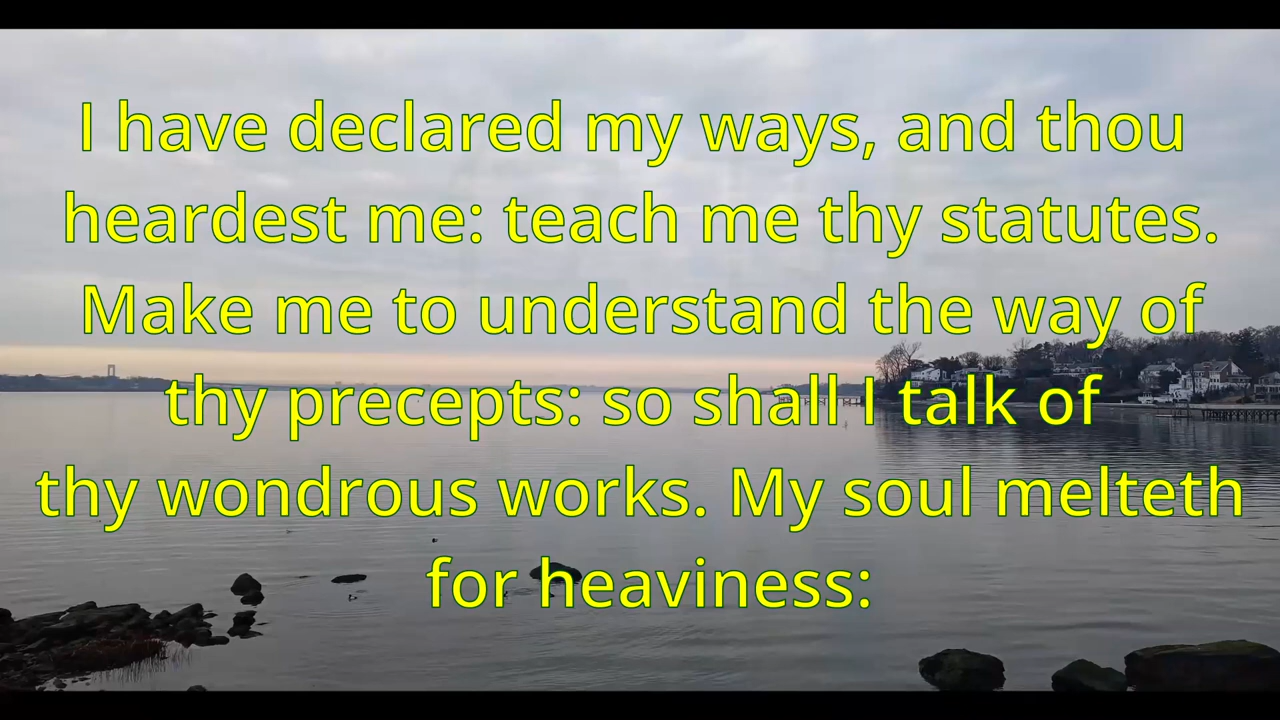 I have declared my ways, and thou
heardest me: teach me thy statutes.
Make me to understand the way of
thy precepts: so shall I talk of
thy wondrous works. My soul melteth
for heaviness: